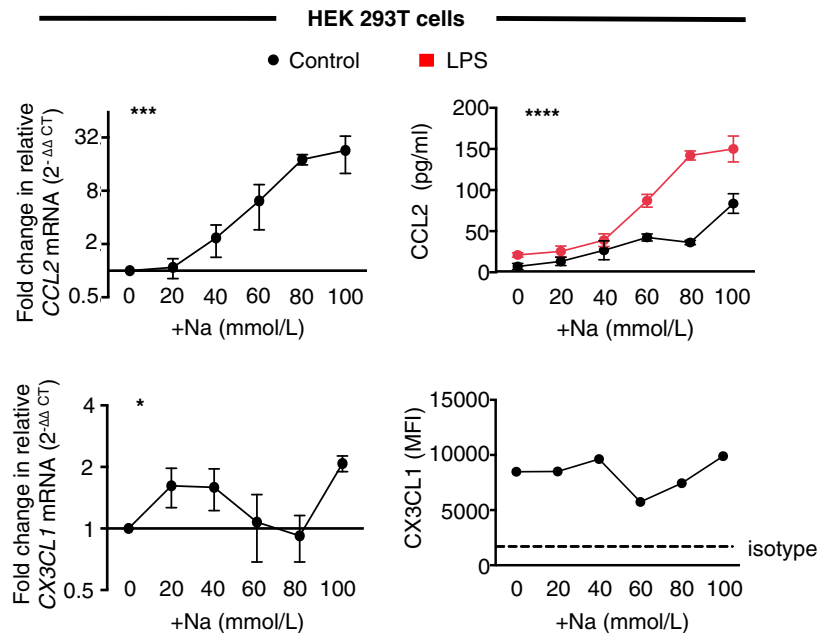 HEK 293T cells
Control
LPS
Fold change in relative
CCL2 mRNA (2-ΔΔ CT)
***
32
8
2
0.5
0 20 40 60 80 100
+Na (mmol/L)
CCL2 (pg/ml)
****
200
150
100
50
0
0 20 40 60 80 100
+Na (mmol/L)
Fold change in relative
CX3CL1 mRNA (2-ΔΔ CT)
*
4
2
1
0.5
0 20 40 60 80 100
+Na (mmol/L)
CX3CL1 (MFI)
15000
10000
5000
0
isotype
0 20 40 60 80 100
+Na (mmol/L)